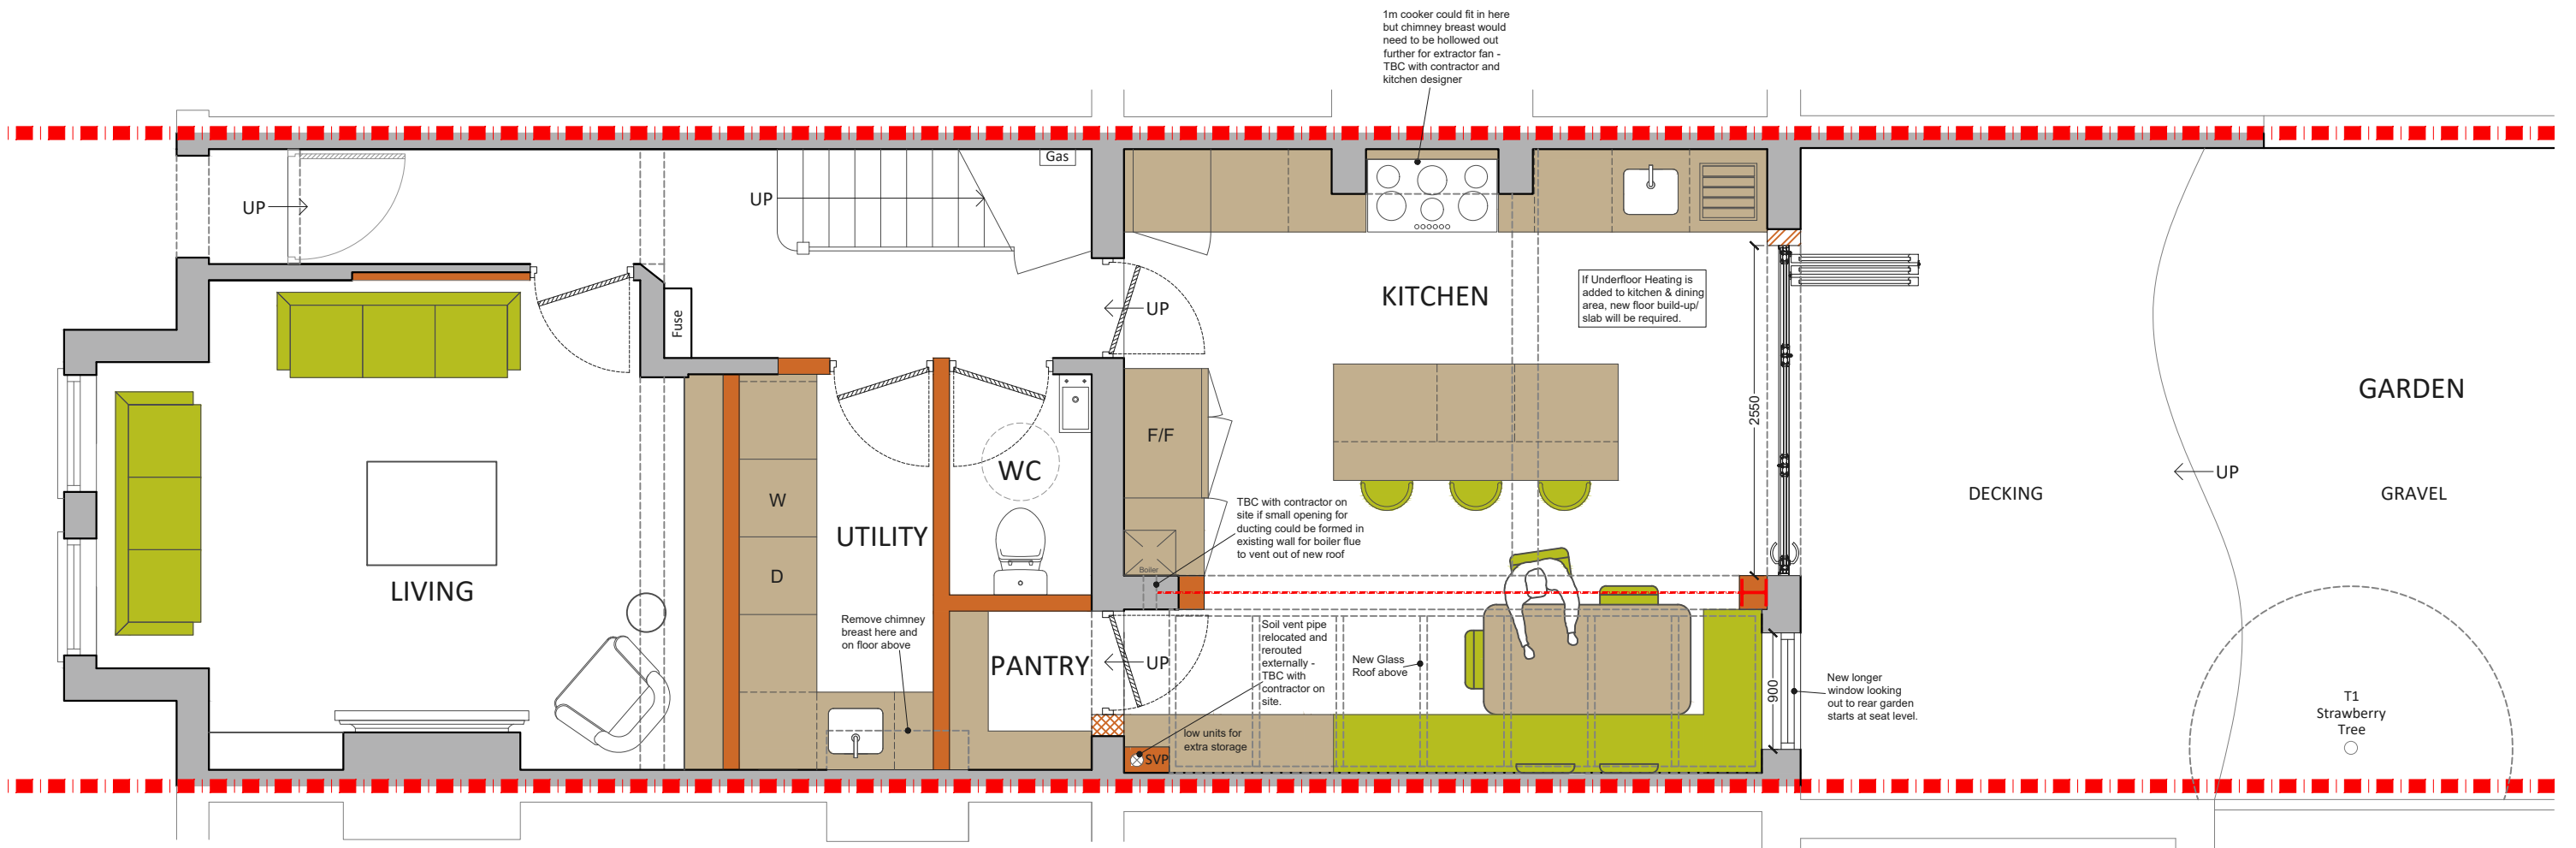 1m cooker could fit in here
but chimney breast would
need to be hollowed out
further for extractor fan -
TBC with contractor and
kitchen designer
Gas
UP
UP
UP
Fuse
KITCHEN
If Underfloor Heating is
added to kitchen & dining
area, new floor build-up/
slab will be required.
2550
GARDEN
F/F
WC
W
UTILITY
D
LIVING
TBC with contractor on
site if small opening for
ducting could be formed in
existing wall for boiler flue
to vent out of new roof
Boiler
DECKING
UP
GRAVEL
Remove chimney
breast here and
on floor above
PANTRY
UP
Soil vent pipe
relocated and
rerouted
externally -
TBC with
contractor on
site.
New Glass
Roof above
low units for
extra storage
SVP
900
New longer
window looking
out to rear garden
starts at seat level.
T1
Strawberry
Tree